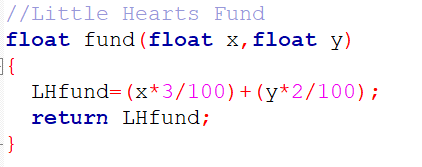 //Little Hearts Fund
float fund(float x,float y)
{
LHfund=(x*3/100)+(y*2/100);
return LHfund;
}